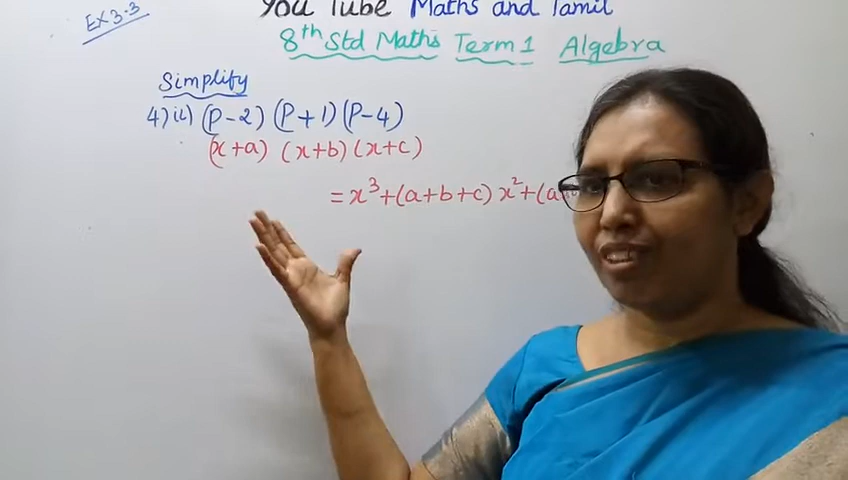 You Tube Maths and Tamil
Ex 3.3
8th Std Maths Term 1 Algebra
Simplify
4) ii) (P-2) (P+1) (P-4)
(x+a) (x+b) (x+c)
= x³ + (a+b+c) x² + (a